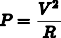 P = V²/R